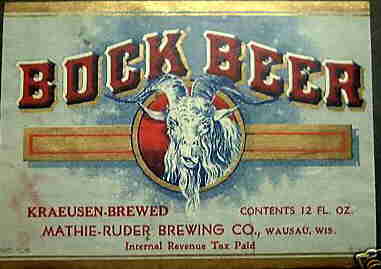 BOCK BEER
KRAEUSEN-BREWED CONTENTS 12 FL. OZ.
MATHIE-RUDER BREWING CO., WAUSAU, WIS.
Internal Revenue Tax Paid